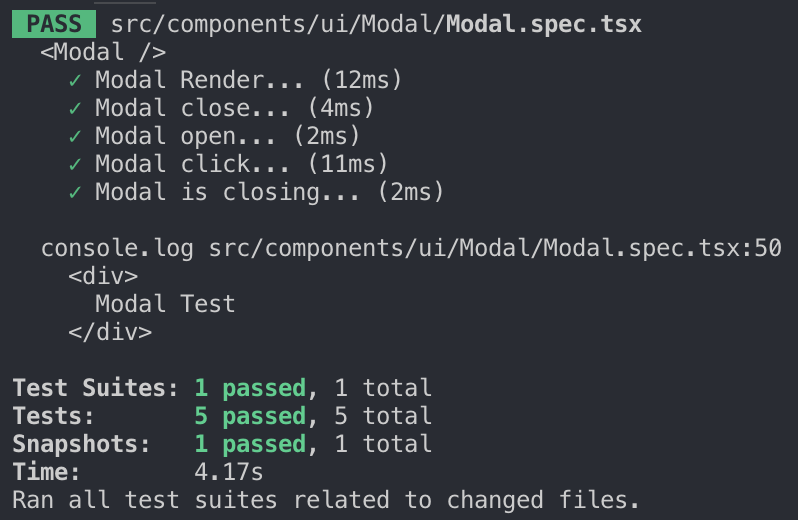 PASS src/components/ui/Modal/Modal.spec.tsx
<Modal />
✓ Modal Render... (12ms)
✓ Modal close... (4ms)
✓ Modal open... (2ms)
✓ Modal click... (11ms)
✓ Modal is closing... (2ms)
console.log src/components/ui/Modal/Modal.spec.tsx:50
<div>
Modal Test
</div>
Test Suites: 1 passed, 1 total
Tests: 5 passed, 5 total
Snapshots: 1 passed, 1 total
Time: 4.17s
Ran all test suites related to changed files.